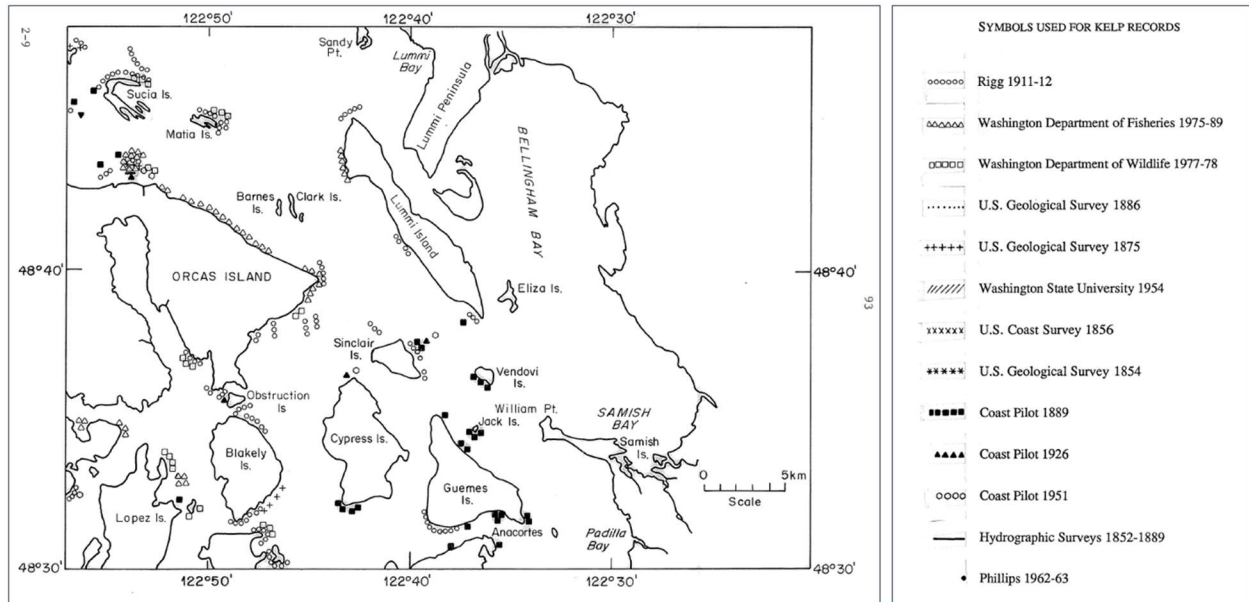 2-9
122°50'
122°40'
122°30'
Sandy
Pt.
Lummi
Bay
Lummi Peninsula
Sucia Is.
Matia Is.
BELLINGHAM BAY
Barnes
Is.
Clark Is.
Lummi Island
48°40'
ORCAS ISLAND
48°40'
93
Eliza Is.
Sinclair
Is.
Vendovi
Is.
Obstruction
Is
William Pt.
Jack Is.
SAMISH
BAY
Samish
Is.
Cypress Is.
Blakely
Is.
0
5km
Scale
Guemes
Is.
Lopez Is.
Anacortes
Padilla
Bay
48°30'
48°30'
122°50'
122°40'
122°30'
SYMBOLS USED FOR KELP RECORDS
Rigg 1911-12
Washington Department of Fisheries 1975-89
Washington Department of Wildlife 1977-78
U.S. Geological Survey 1886
U.S. Geological Survey 1875
Washington State University 1954
U.S. Coast Survey 1856
U.S. Geological Survey 1854
Coast Pilot 1889
Coast Pilot 1926
Coast Pilot 1951
Hydrographic Surveys 1852-1889
Phillips 1962-63